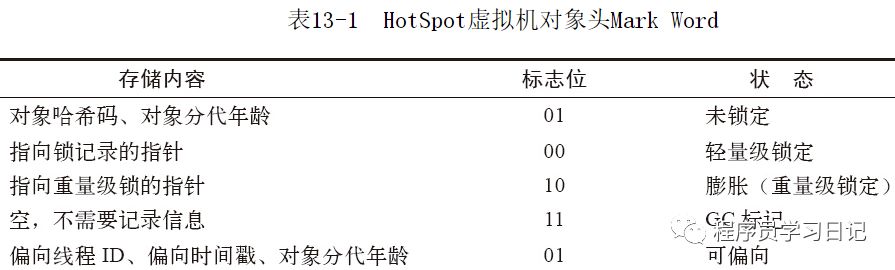 表13-1 HotSpot虚拟机对象头Mark Word
存储内容 标志位 状 态
对象哈希码、对象分代年龄 01 未锁定
指向锁记录的指针 00 轻量级锁定
指向重量级锁的指针 10 膨胀（重量级锁定）
空，不需要记录信息 11 GC 标记
偏向线程 ID、偏向时间戳、对象分代年龄 01 可偏向
程序员学习日记